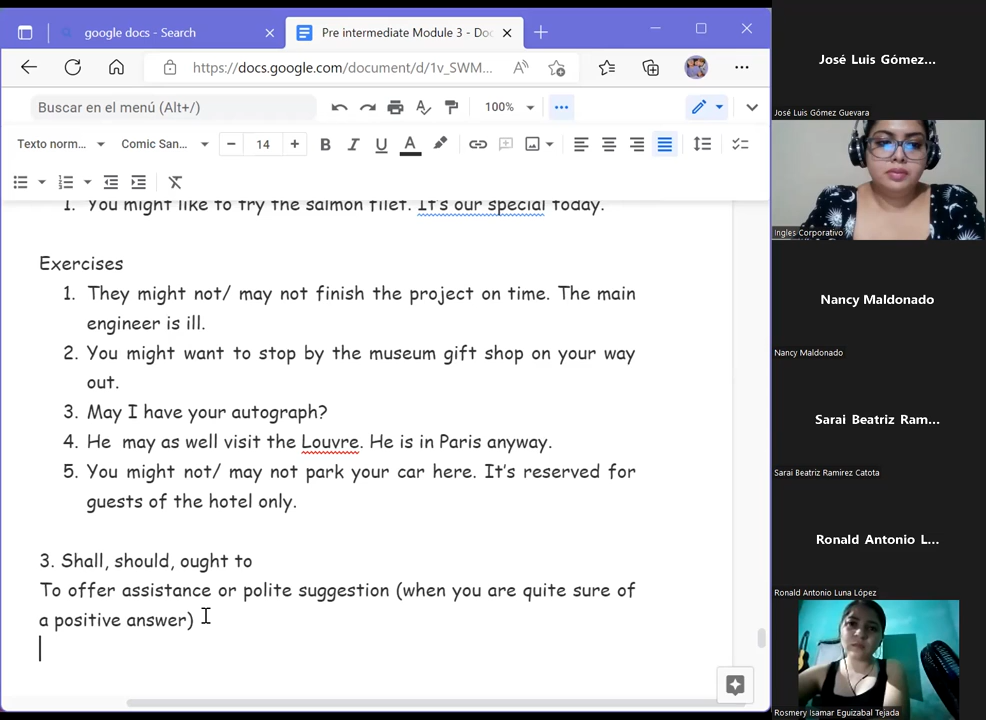 google docs - Search
Pre intermediate Module 3 - Doc
https://docs.google.com/document/d/1v_SWM...
Buscar en el menú (Alt+/)
100%
Texto norm...
Comic San...
14
1. You might like to try the salmon filet. It's our special today.
Exercises
1. They might not/ may not finish the project on time. The main
engineer is ill.
2. You might want to stop by the museum gift shop on your way
out.
3. May I have your autograph?
4. He may as well visit the Louvre. He is in Paris anyway.
5. You might not/ may not park your car here. It's reserved for
guests of the hotel only.
3. Shall, should, ought to
To offer assistance or polite suggestion (when you are quite sure of
a positive answer)
José Luis Gómez...
José Luis Gómez Guevara
Ingles Corporativo
Nancy Maldonado
Nancy Maldonado
Sarai Beatriz Ram...
Sarai Beatriz Ramirez Catota
Ronald Antonio L...
Ronald Antonio Luna López
Rosmery Isamar Eguizabal Tejada